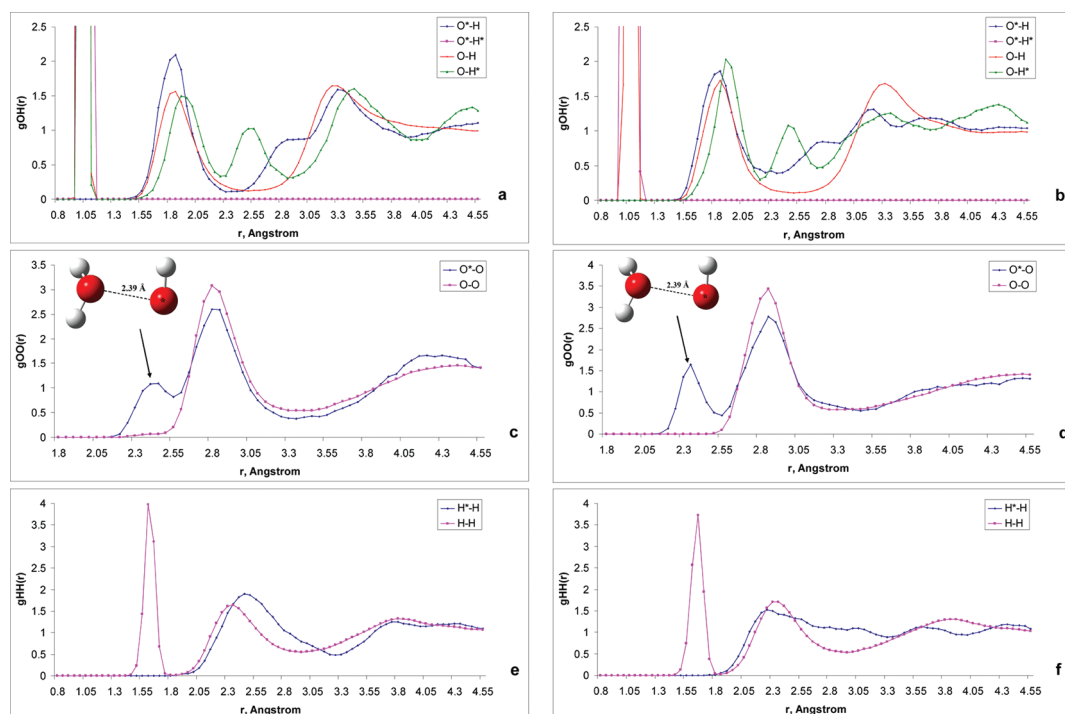 2.5
2
1.5
1
0.5
0
gOH(r)
O*-H
O*-H*
O-H
O-H*
a
0.8 1.05 1.3 1.55 1.8 2.05 2.3 2.55 2.8 3.05 3.3 3.55 3.8 4.05 4.3 4.55
r, Angstrom
2.5
2
1.5
1
0.5
0
gOH(r)
O*-H
O*-H*
O-H
O-H*
b
0.8 1.05 1.3 1.55 1.8 2.05 2.3 2.55 2.8 3.05 3.3 3.55 3.8 4.05 4.3 4.55
r, Angstrom
3.5
3
2.5
2
1.5
1
0.5
0
gOO(r)
2.39 Å
O*-O
O-O
c
1.8 2.05 2.3 2.55 2.8 3.05 3.3 3.55 3.8 4.05 4.3 4.55
r, Angstrom
4
3.5
3
2.5
2
1.5
1
0.5
0
gOO(r)
2.39 Å
O*-O
O-O
d
1.8 2.05 2.3 2.55 2.8 3.05 3.3 3.55 3.8 4.05 4.3 4.55
r, Angstrom
4
3.5
3
2.5
2
1.5
1
0.5
0
gHH(r)
H*-H
H-H
e
0.8 1.05 1.3 1.55 1.8 2.05 2.3 2.55 2.8 3.05 3.3 3.55 3.8 4.05 4.3 4.55
r, Angstrom
4
3.5
3
2.5
2
1.5
1
0.5
0
gHH(r)
H*-H
H-H
f
0.8 1.05 1.3 1.55 1.8 2.05 2.3 2.55 2.8 3.05 3.3 3.55 3.8 4.05 4.3 4.55
r, Angstrom